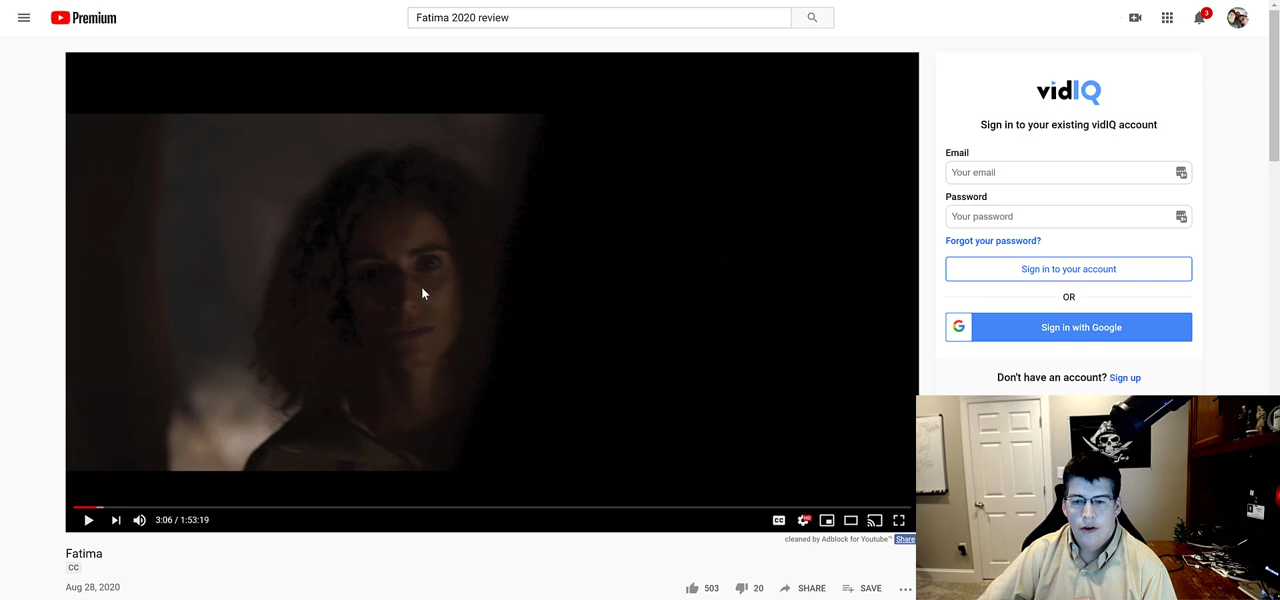 Premium
Fatima 2020 review
3
vidIQ
Sign in to your existing vidIQ account
Email
Your email
Password
Your password
Forgot your password?
Sign in to your account
OR
Sign in with Google
Don't have an account? Sign up
3:06 / 1:53:19
CC
HD
cleaned by Adblock for Youtube™ Share
Fatima
CC
Aug 28, 2020
503
20
SHARE
SAVE